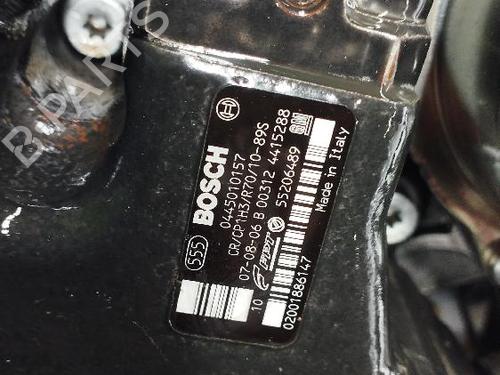 555 BOSCH
0445010157
CR/CP1H3/R70/10-89S
07-08-06 B 00312 4415288
55206489
10
02001886147
Made in Italy
B PARTS